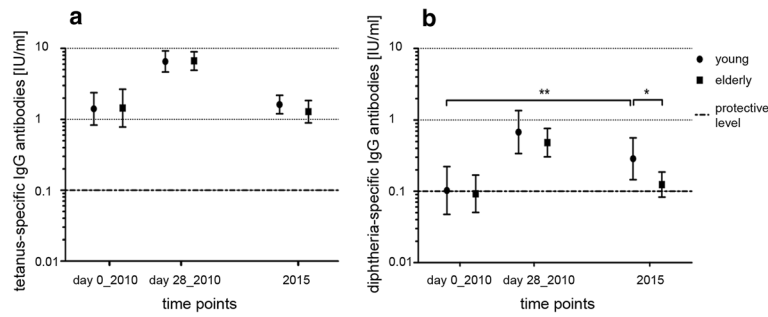 a
tetanus-specific IgG antibodies [IU/ml]
10
1
0.1
0.01
day 0_2010 day 28_2010 2015
time points
b
diphtheria-specific IgG antibodies [IU/ml]
10
1
0.1
0.01
** *
day 0_2010 day 28_2010 2015
time points
young
elderly
protective
level